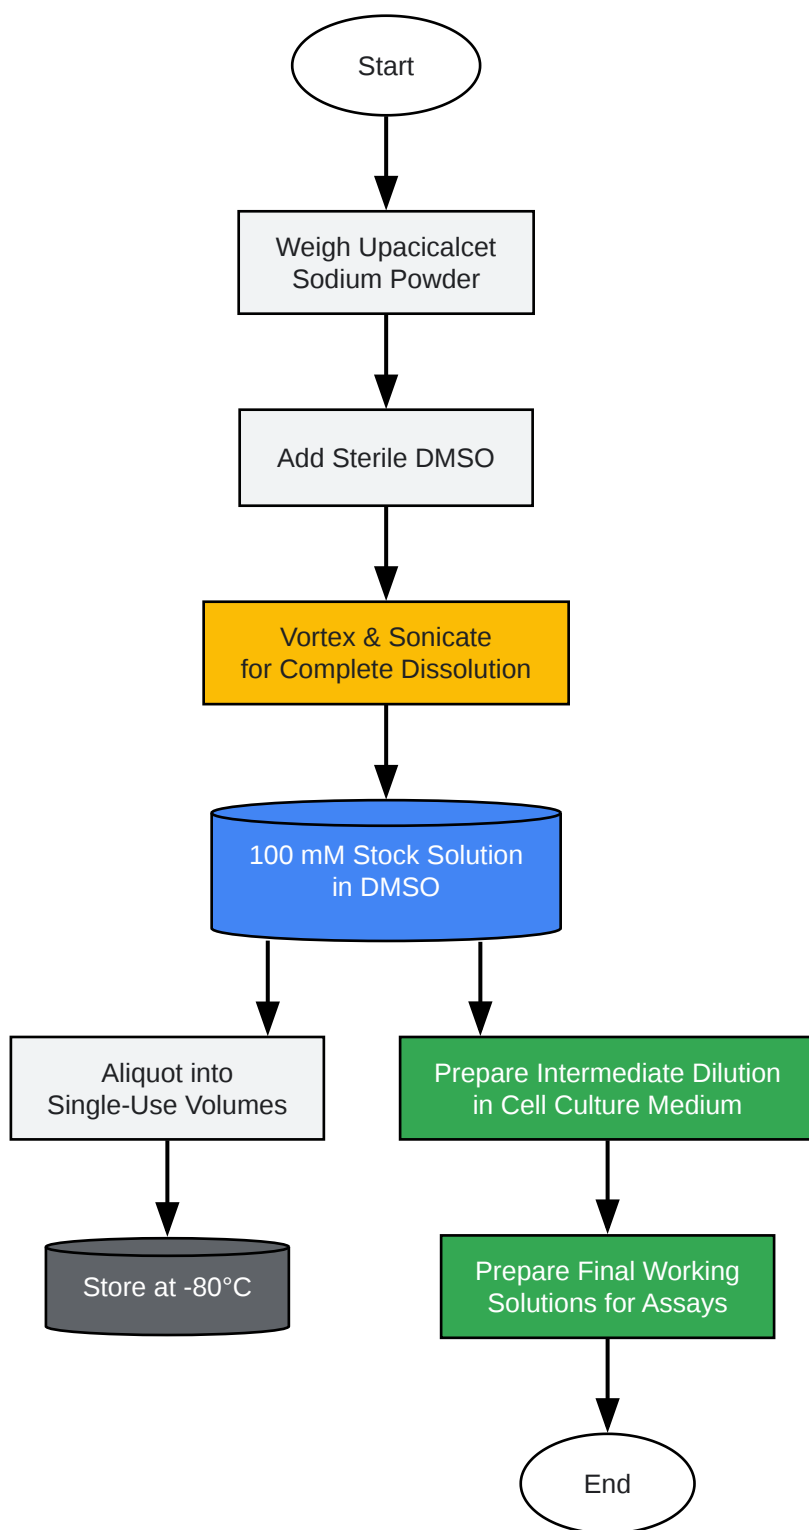 Start
Weigh Upacicalcet
Sodium Powder
Add Sterile DMSO
Vortex & Sonicate
for Complete Dissolution
100 mM Stock Solution
in DMSO
Aliquot into
Single-Use Volumes
Prepare Intermediate Dilution
in Cell Culture Medium
Store at -80°C
Prepare Final Working
Solutions for Assays
End